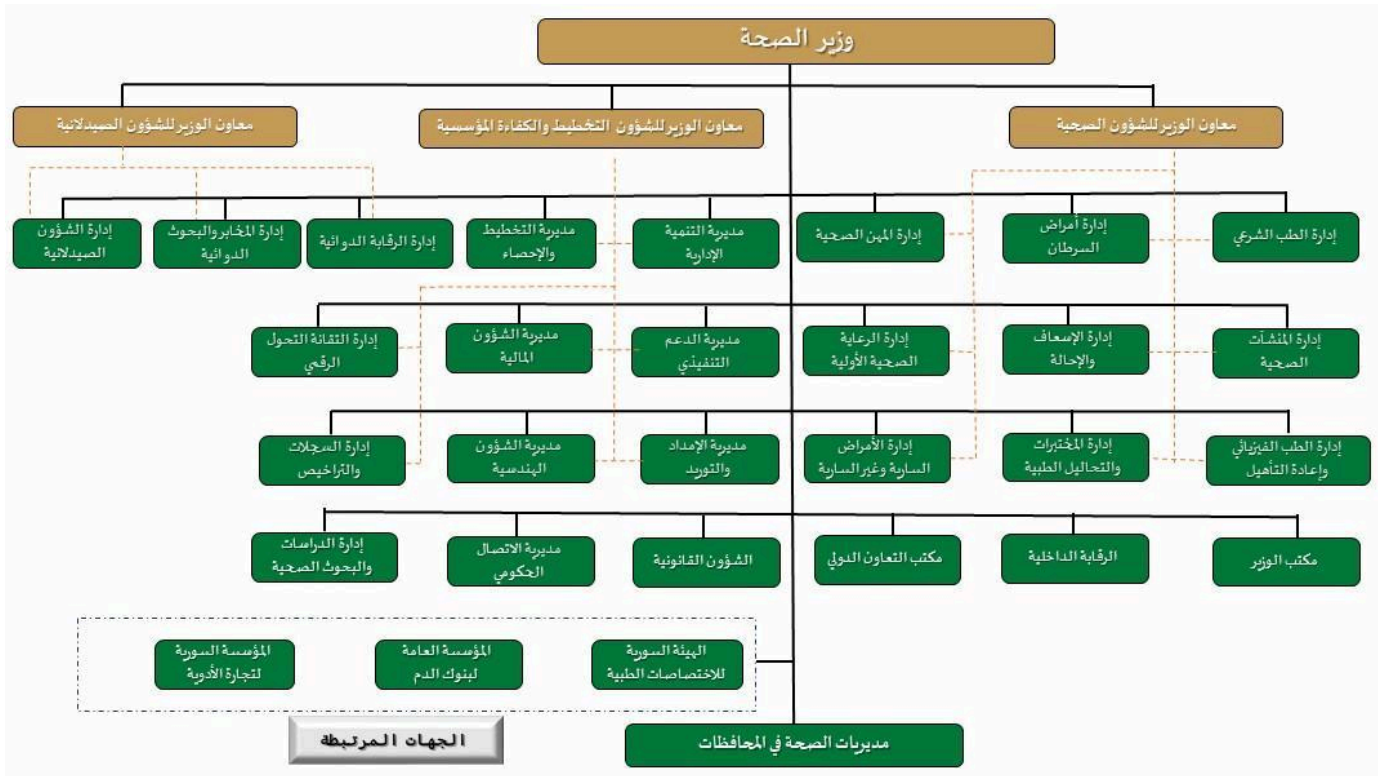 وزير الصحة
معاون الوزير للشؤون الصحية
معاون الوزير للشؤون التخطيط والكفاءة المؤسسية
معاون الوزير للشؤون الصيدلانية
إدارة الطب الشرعي
إدارة أمراض
السرطان
إدارة المهن الصحية
مديرية التنمية
الإدارية
مديرية التخطيط
والإحصاء
إدارة الرقابة الدوائية
إدارة المخابر والبحوث
الدوائية
إدارة الشؤون
الصيدلانية
إدارة المنشآت
الصحية
إدارة الإسعاف
والإحالة
إدارة الرعاية
الصحية الأولية
مديرية الدعم
التنفيذي
مديرية الشؤون
المالية
إدارة التقانة التحول
الرقمي
إدارة الطب الفيزيائي
وإعادة التأهيل
إدارة المختبرات
والتحاليل الطبية
إدارة الأمراض
السارية وغير السارية
مديرية الإمداد
والتوريد
مديرية الشؤون
الهندسية
إدارة السجلات
والتراخيص
مكتب الوزير
الرقابة الداخلية
مكتب التعاون الدولي
الشؤون القانونية
مديرية الاتصال
الحكومي
إدارة الدراسات
والبحوث الصحية
الهيئة السورية
للاختصاصات الطبية
المؤسسة العامة
لبنوك الدم
المؤسسة السورية
لتجارة الأدوية
الجهات المرتبطة
مديريات الصحة في المحافظات